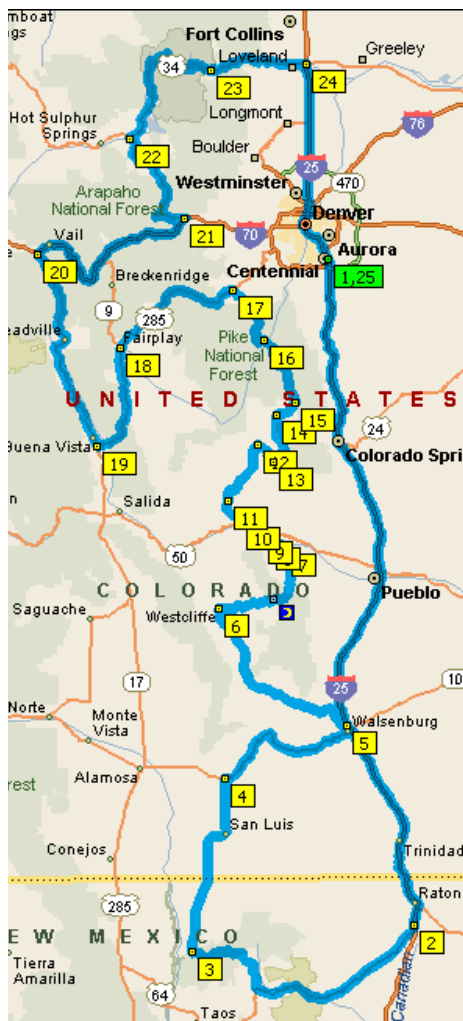 mboat
gs
Fort Collins
34
Loveland
Greeley
24
23
Longmont
Hot Sulphur
Springs
22
Boulder
25
76
Westminster
470
Arapaho
National Forest
Denver
21
70
Aurora
Vail
20
Centennial
1,25
Breckenridge
9
285
17
eadville
Fairplay
18
Pike
National
Forest
16
UNITED STATES
15
14
24
Buena Vista
19
12
13
Colorado Spri
n
Salida
11
10
9
7
50
COLORADO
Pueblo
Saguache
Westcliffe
6
17
25
10
Norte
Monte
Vista
Walsenburg
5
Alamosa
4
rest
San Luis
Conejos
Trinidad
285
Raton
EW MEXICO
2
3
Tierra
Amarilla
64
Taos
Canadian